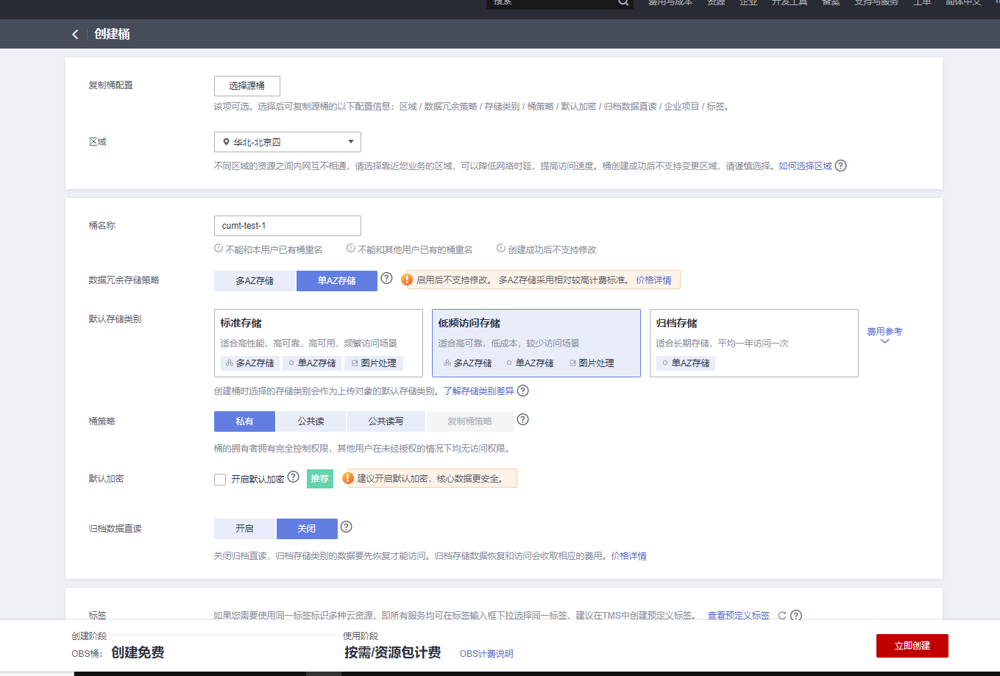 搜索 费用与成本 资源 企业 开发工具 备案 支持与服务 工单 简体中文
创建桶
复制桶配置 选择源桶
该项可选。选择后可复制源桶的以下配置信息：区域 / 数据冗余策略 / 存储类别 / 桶策略 / 默认加密 / 归档数据直读 / 企业项目 / 标签。
区域 华北-北京四
不同区域的资源之间内网互不相通，请选择靠近您业务的区域，可以降低网络时延，提高访问速度。桶创建成功后不支持变更区域，请谨慎选择。如何选择区域 ?
桶名称 cumt-test-1
不能和本用户已有桶重名 不能和其他用户已有的桶重名 创建成功后不支持修改
数据冗余存储策略 多AZ存储 单AZ存储 ? 启用后不支持修改。多AZ存储采用相对较高计费标准。 价格详情
默认存储类别 标准存储 低频访问存储 归档存储
适合高性能，高可靠，高可用，频繁访问场景 适合高可靠，低成本，较少访问场景 适合长期存储，平均一年访问一次 费用参考
多AZ存储 单AZ存储 图片处理 多AZ存储 单AZ存储 图片处理 单AZ存储
创建桶时选择的存储类别会作为上传对象的默认存储类别。了解存储类别差异 ?
桶策略 私有 公共读 公共读写 复制桶策略 ?
桶的拥有者拥有完全控制权限，其他用户在未经授权的情况下均无访问权限。
默认加密 开启默认加密 ? 推荐 建议开启默认加密，核心数据更安全。
归档数据直读 开启 关闭 ?
关闭归档直读，归档存储类别的数据要先恢复才能访问。归档存储数据恢复和访问会收取相应的费用。价格详情
标签 如果您需要使用同一标签标识多种云资源，即所有服务均可在标签输入框下拉选择同一标签，建议在TMS中创建预定义标签。 查看预定义标签 ?
创建阶段 使用阶段
OBS桶： 创建免费 按需/资源包计费 OBS计费说明 立即创建